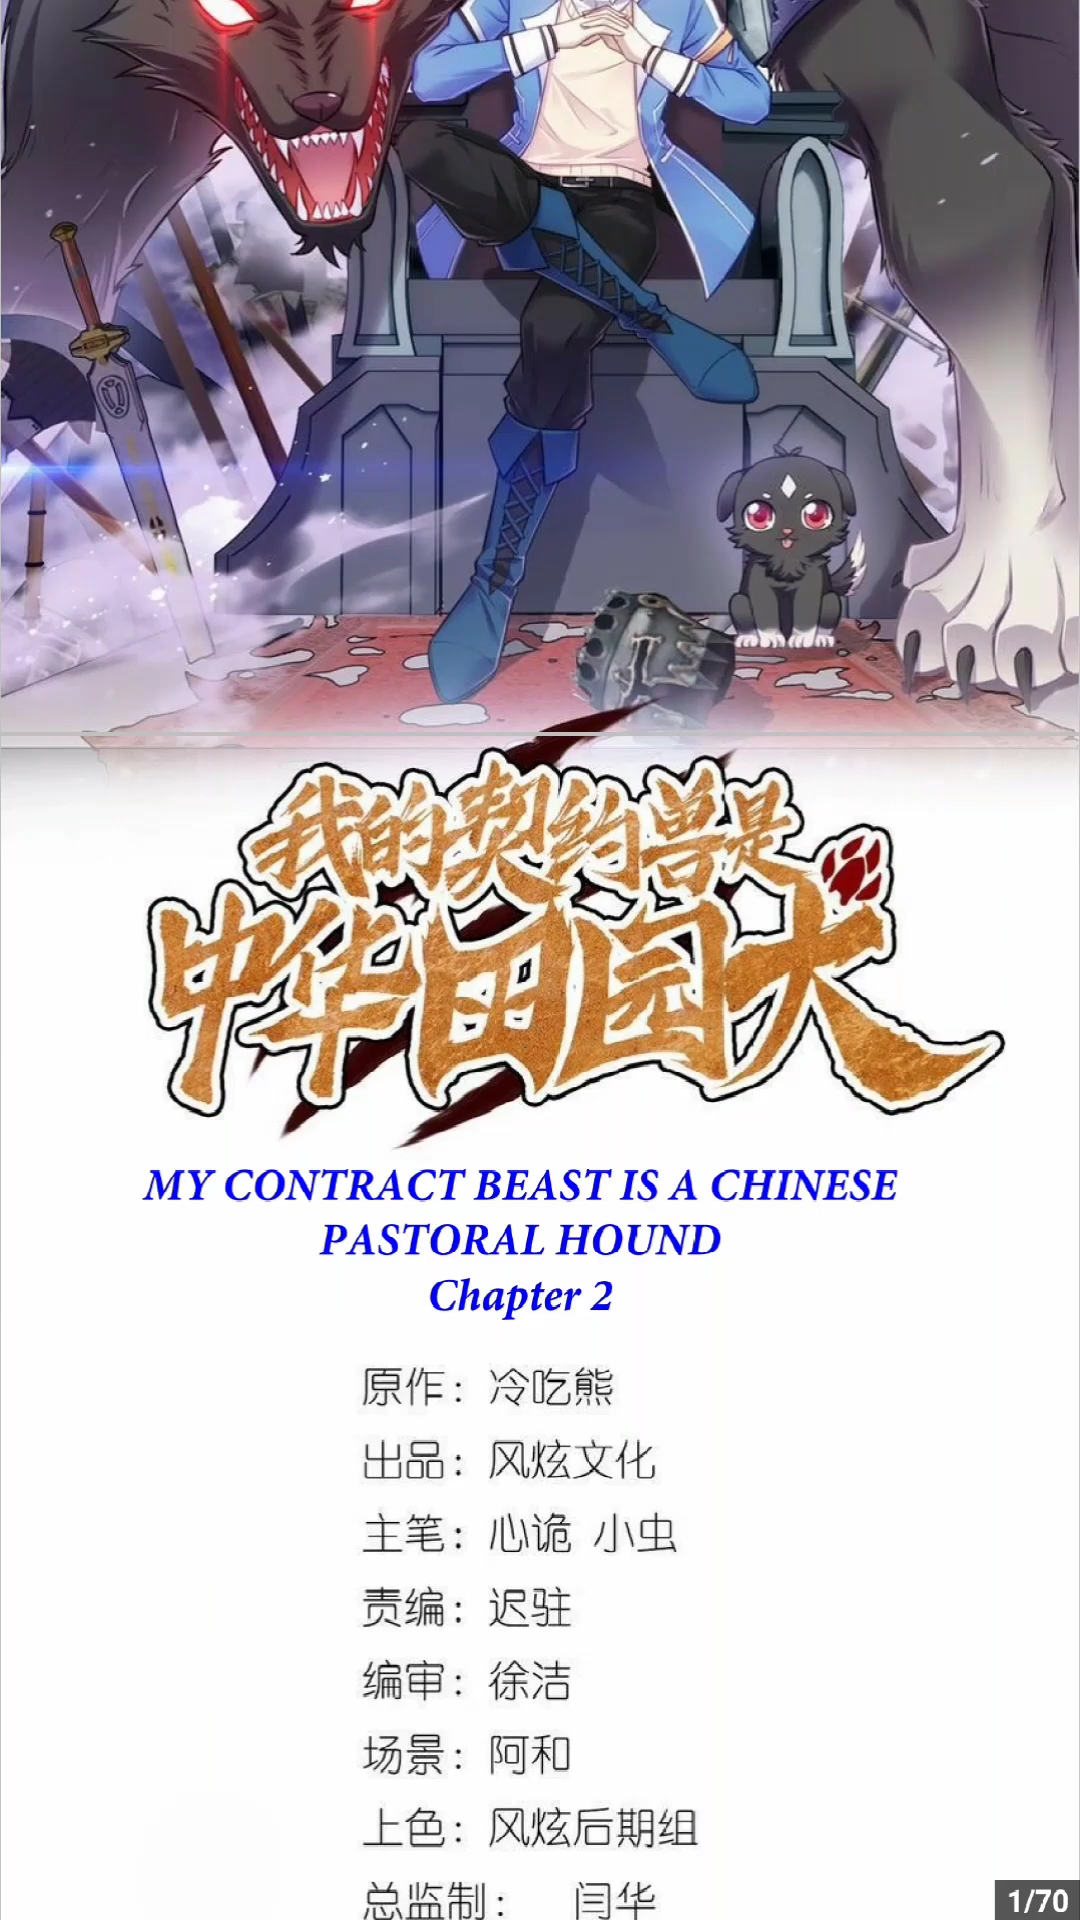 我的契约兽是
中华田园犬
MY CONTRACT BEAST IS A CHINESE
PASTORAL HOUND
Chapter 2
原作：冷吃熊
出品：风炫文化
主笔：心诡 小虫
责编：迟驻
编审：徐洁
场景：阿和
上色：风炫后期组
总监制： 闫华
1/70